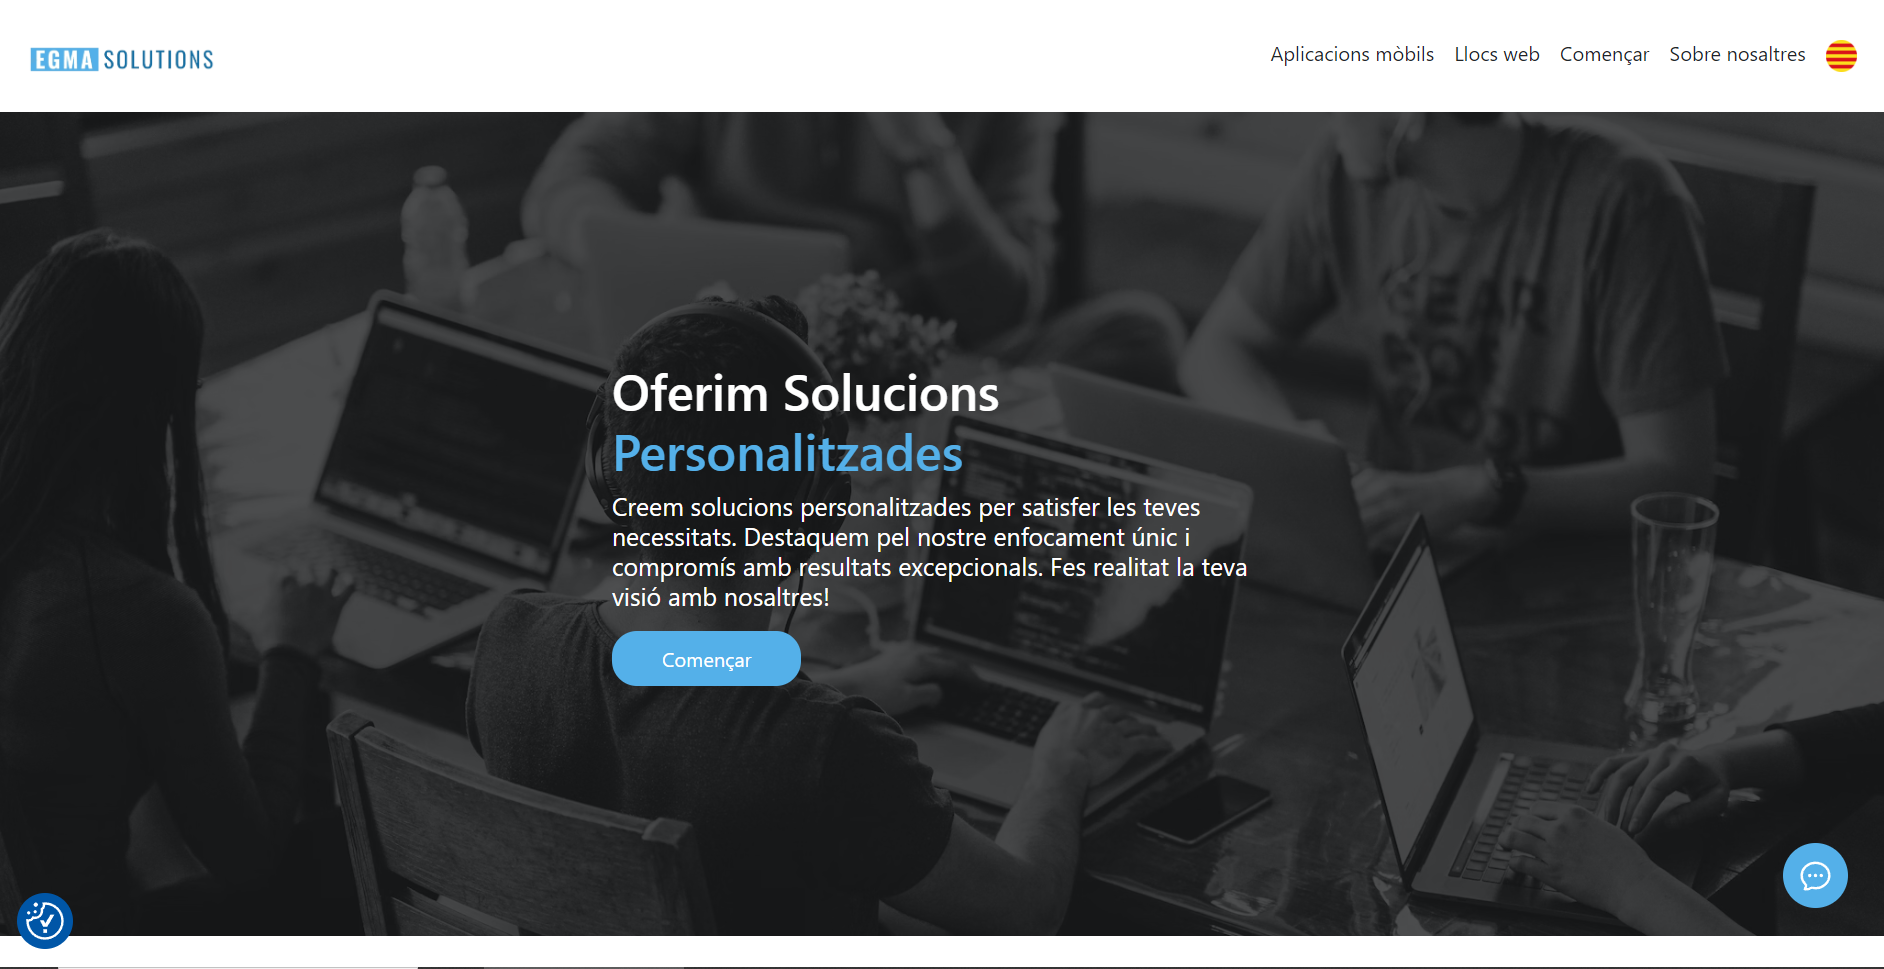 EGMA SOLUTIONS
Aplicacions mòbils Llocs web Començar Sobre nosaltres
Oferim Solucions
Personalitzades
Creem solucions personalitzades per satisfer les teves
necessitats. Destaquem pel nostre enfocament únic i
compromís amb resultats excepcionals. Fes realitat la teva
visió amb nosaltres!
Començar